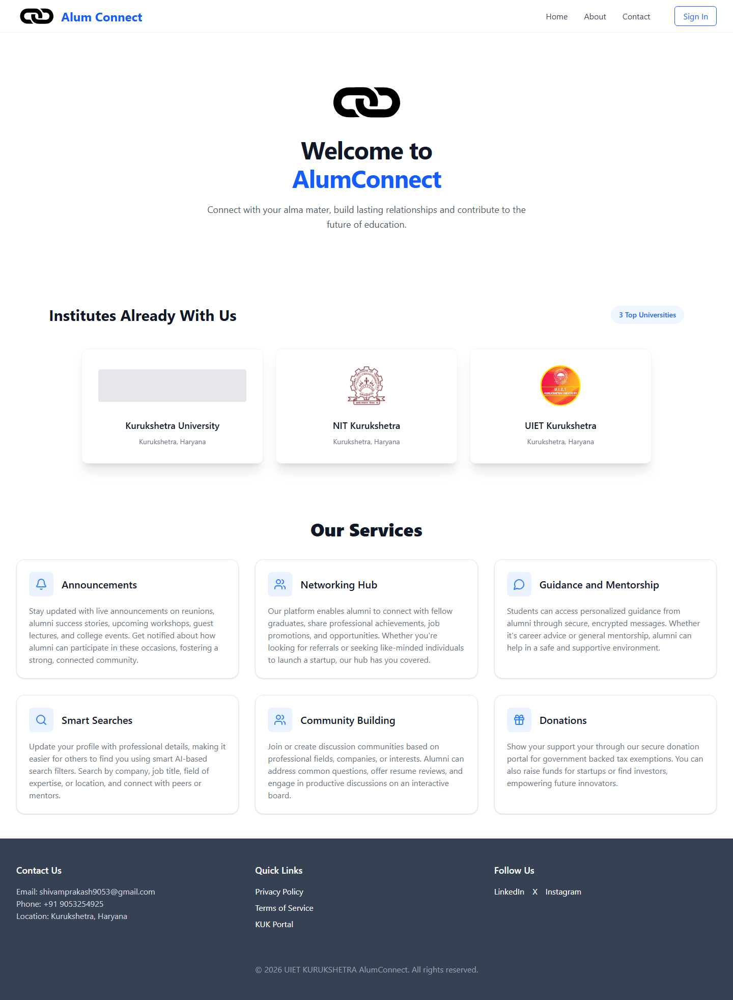 Alum Connect
Home
About
Contact
Sign In
Welcome to
AlumConnect
Connect with your alma mater, build lasting relationships and contribute to the
future of education.
Institutes Already With Us
3 Top Universities
Kurukshetra University
Kurukshetra, Haryana
NIT Kurukshetra
Kurukshetra, Haryana
U.I.E.T
KURUKSHETRA UNIVERSITY
UIET Kurukshetra
Kurukshetra, Haryana
Our Services
Announcements
Stay updated with live announcements on reunions,
alumni success stories, upcoming workshops, guest
lectures, and college events. Get notified about how
alumni can participate in these occasions, fostering a
strong, connected community.
Networking Hub
Our platform enables alumni to connect with fellow
graduates, share professional achievements, job
promotions, and opportunities. Whether you're
looking for referrals or seeking like-minded individuals
to launch a startup, our hub has you covered.
Guidance and Mentorship
Students can access personalized guidance from
alumni through secure, encrypted messages. Whether
it's career advice or general mentorship, alumni can
help in a safe and supportive environment.
Smart Searches
Update your profile with professional details, making it
easier for others to find you using smart AI-based
search filters. Search by company, job title, field of
expertise, or location, and connect with peers or
mentors.
Community Building
Join or create discussion communities based on
professional fields, companies, or interests. Alumni can
address common questions, offer resume reviews, and
engage in productive discussions on an interactive
board.
Donations
Show your support your through our secure donation
portal for government backed tax exemptions. You can
also raise funds for startups or find investors,
empowering future innovators.
Contact Us
Email: shivamprakash9053@gmail.com
Phone: +91 9053254925
Location: Kurukshetra, Haryana
Quick Links
Privacy Policy
Terms of Service
KUK Portal
Follow Us
LinkedIn
X
Instagram
© 2026 UIET KURUKSHETRA AlumConnect. All rights reserved.